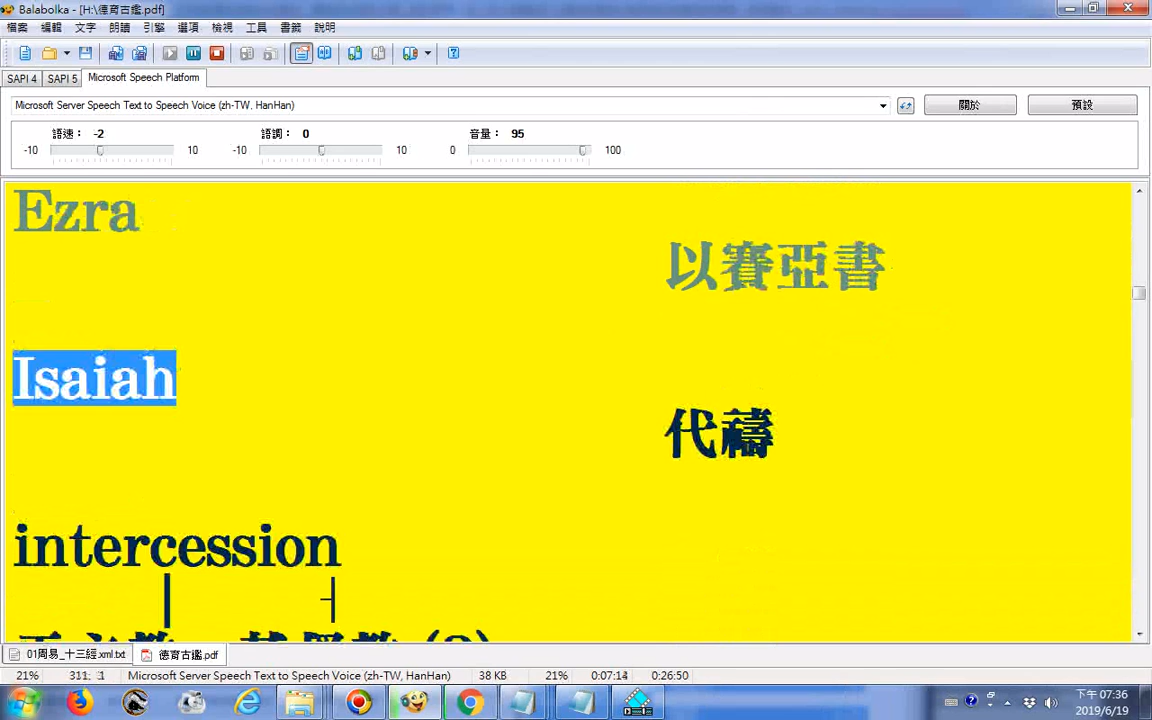 Balabolka - [H:\德育古鑑.pdf]
檔案 編輯 文字 朗讀 引擎 選項 檢視 工具 書籤 說明
SAPI 4 SAPI 5 Microsoft Speech Platform
Microsoft Server Speech Text to Speech Voice (zh-TW, HanHan) 關於 預設
語速： -2 語調： 0 音量： 95
-10 10 -10 10 0 100
Ezra
以賽亞書
Isaiah
代禱
intercession
01周易_十三經.xml.txt 德育古鑑.pdf
21% 311: 1 Microsoft Server Speech Text to Speech Voice (zh-TW, HanHan) 38 KB 21% 0:07:14 0:26:50
下午 07:36
2019/6/19